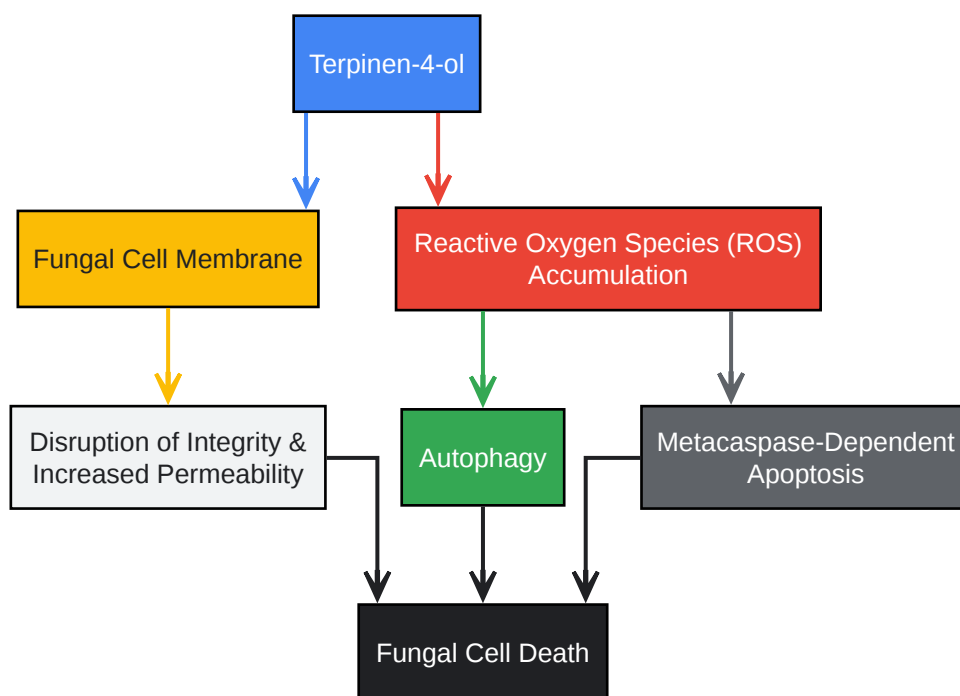 Terpinen-4-ol
Fungal Cell Membrane
Reactive Oxygen Species (ROS)
Accumulation
Disruption of Integrity &
Increased Permeability
Autophagy
Metacaspase-Dependent
Apoptosis
Fungal Cell Death